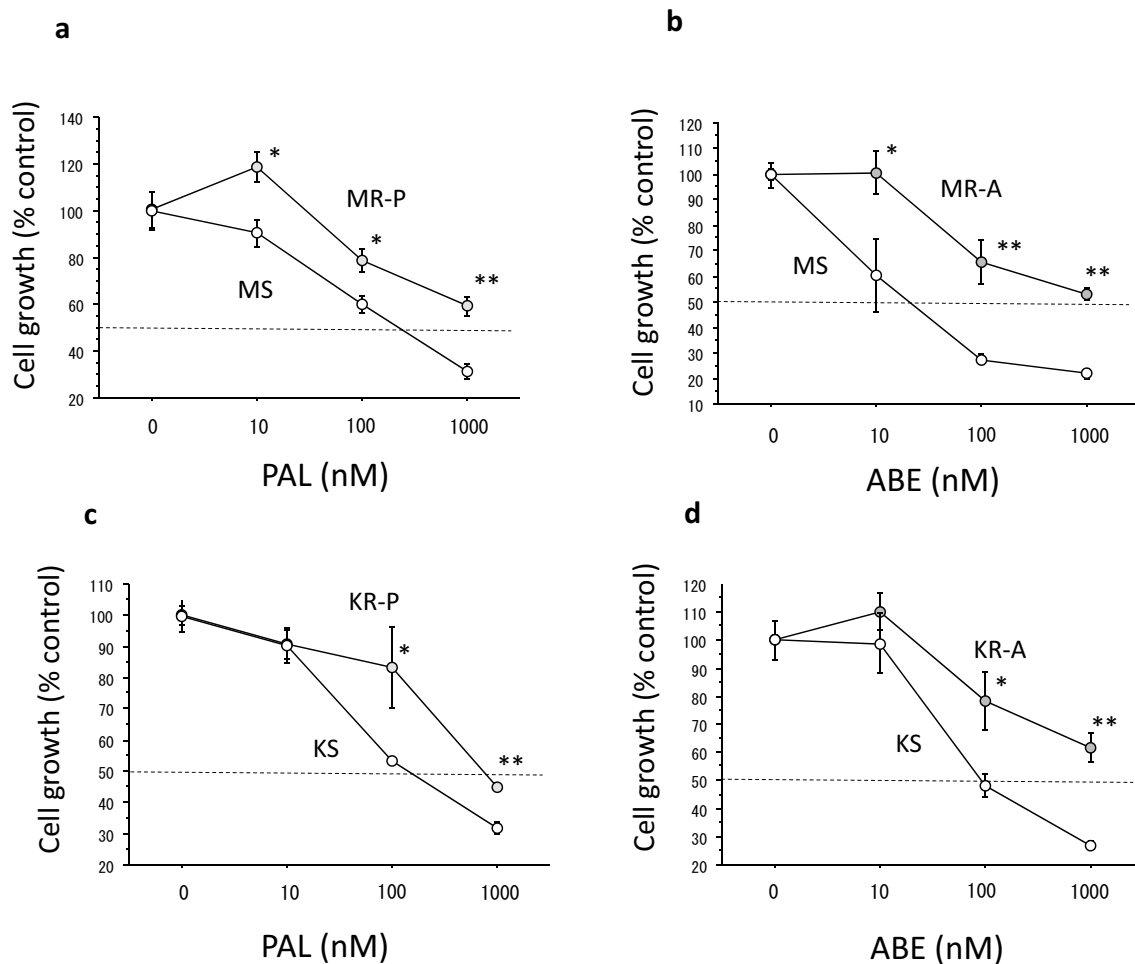 a
Cell growth (% control)
140
120
100
80
60
40
20
*
*
**
MR-P
MS
0 10 100 1000
PAL (nM)
b
Cell growth (% control)
120
110
100
90
80
70
60
50
40
30
20
10
*
**
**
MR-A
MS
0 10 100 1000
ABE (nM)
c
Cell growth (% control)
110
100
90
80
70
60
50
40
30
20
KR-P
*
**
KS
0 10 100 1000
PAL (nM)
d
Cell growth (% control)
120
110
100
90
80
70
60
50
40
30
20
KR-A
*
**
KS
0 10 100 1000
ABE (nM)